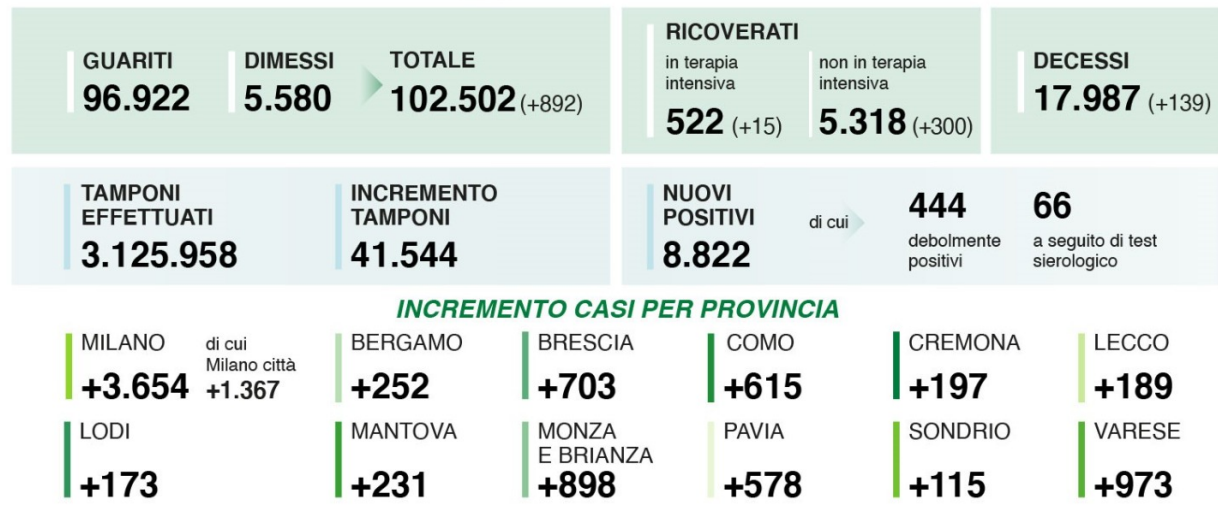 GUARITI
96.922
DIMESSI
5.580
TOTALE
102.502 (+892)
RICOVERATI
in terapia
intensiva
522 (+15)
non in terapia
intensiva
5.318 (+300)
DECESSI
17.987 (+139)
TAMPONI
EFFETTUATI
3.125.958
INCREMENTO
TAMPONI
41.544
NUOVI
POSITIVI
8.822
di cui
444
debolmente
positivi
66
a seguito di test
sierologico
INCREMENTO CASI PER PROVINCIA
MILANO
+3.654
di cui
Milano città
+1.367
BERGAMO
+252
BRESCIA
+703
COMO
+615
CREMONA
+197
LECCO
+189
LODI
+173
MANTOVA
+231
MONZA
E BRIANZA
+898
PAVIA
+578
SONDRIO
+115
VARESE
+973